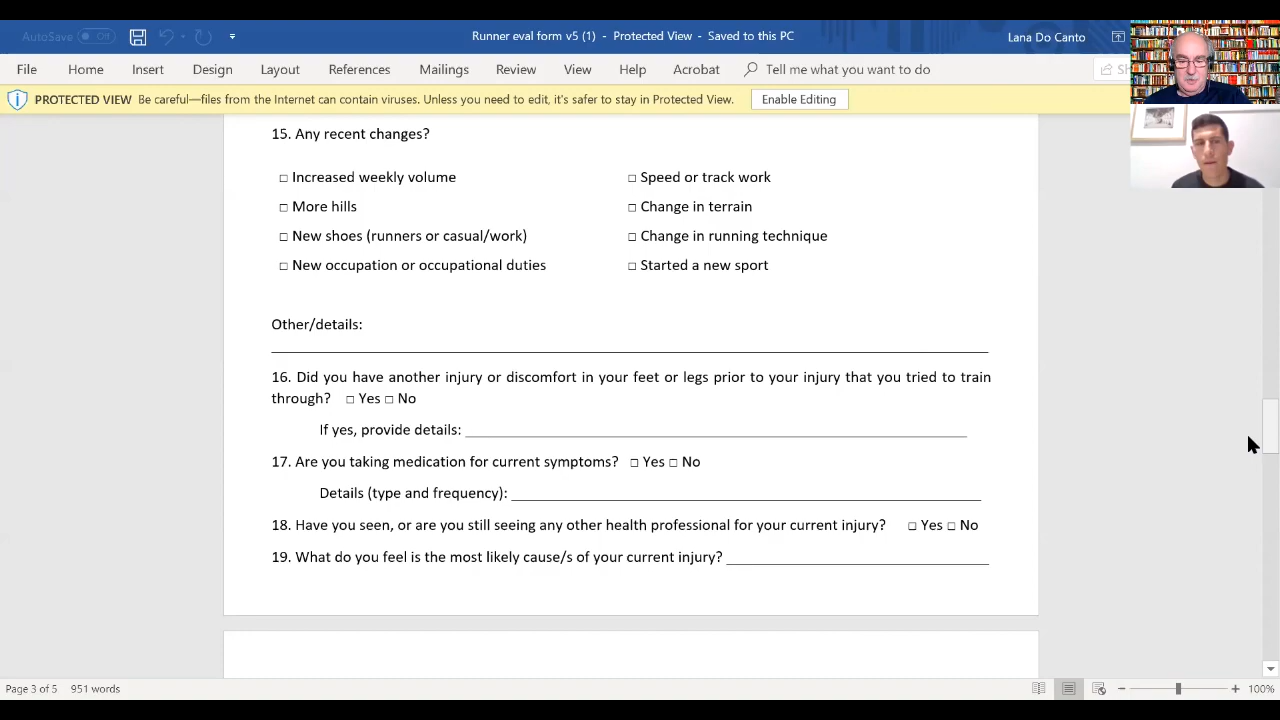 AutoSave Off
Runner eval form v5 (1) - Protected View - Saved to this PC
Lana Do Canto
File Home Insert Design Layout References Mailings Review View Help Acrobat Tell me what you want to do
PROTECTED VIEW Be careful—files from the Internet can contain viruses. Unless you need to edit, it's safer to stay in Protected View. Enable Editing
15. Any recent changes?
□ Increased weekly volume □ Speed or track work
□ More hills □ Change in terrain
□ New shoes (runners or casual/work) □ Change in running technique
□ New occupation or occupational duties □ Started a new sport
Other/details:
16. Did you have another injury or discomfort in your feet or legs prior to your injury that you tried to train
through? □ Yes □ No
If yes, provide details:
17. Are you taking medication for current symptoms? □ Yes □ No
Details (type and frequency):
18. Have you seen, or are you still seeing any other health professional for your current injury? □ Yes □ No
19. What do you feel is the most likely cause/s of your current injury?
Page 3 of 5 951 words 100%